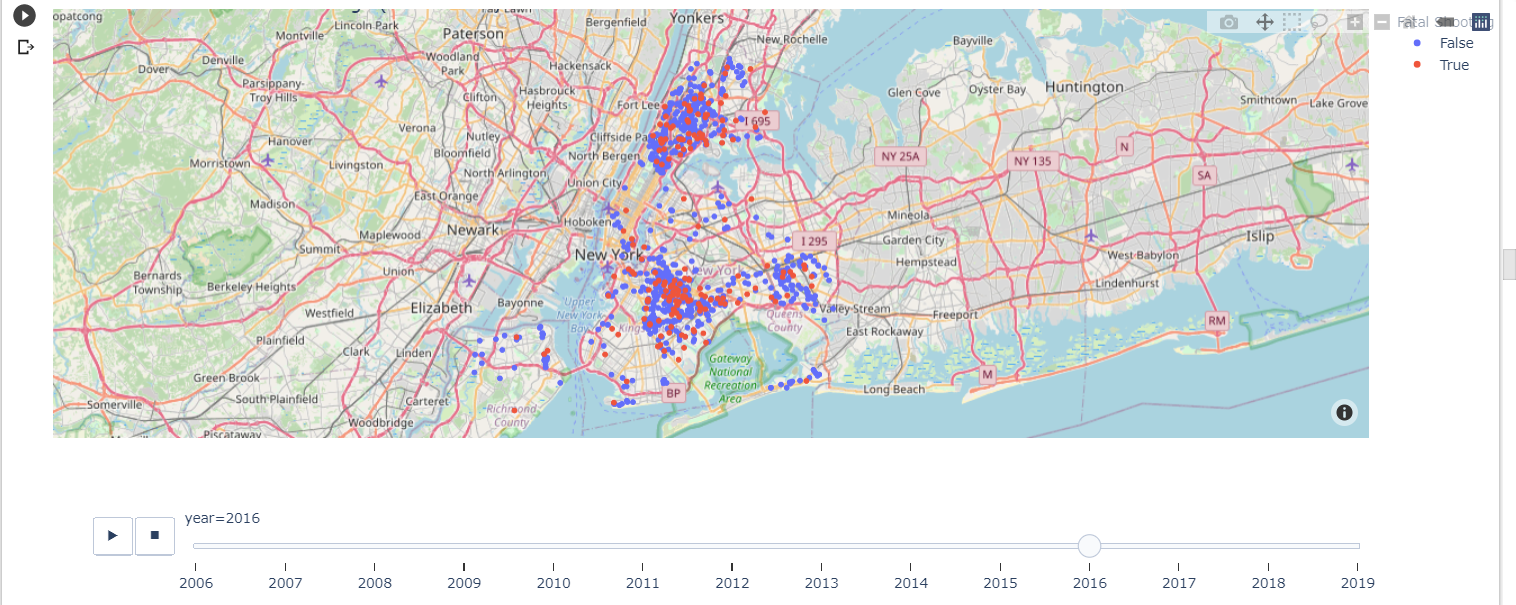 opatcong
Montville
Lincoln Park
Paterson
Bergenfield
Yonkers
New Rochelle
Bayville
Fatal Shooting
False
True
Denville
Dover
Parsippany-
Troy Hills
Woodland
Park
Hackensack
Clifton
Hasbrouck
Heights
Fort Lee
Glen Cove
Oyster Bay
Huntington
Smithtown
Lake Grove
I 695
Verona
Nutley
Cliffside Pa
Hanover
Bloomfield
North Bergen
NY 25A
NY 135
N
Morristown
Livingston
North Arlington
Union City
SA
East Orange
Madison
Hoboken
Mineola
Maplewood
Newark
I 295
Garden City
Islip
Summit
New York
New York
Hempstead
West Babylon
Bernards
Township
Union
Berkeley Heights
Lindenhurst
Elizabeth
Bayonne
Upper
New York
Bay
Kings
Queens
County
Valley Stream
Freeport
Westfield
East Rockaway
RM
Plainfield
Clark
Linden
Gateway
National
Recreation
Area
Green Brook
M
Long Beach
BP
South Plainfield
Somerville
Carteret
Richmond
County
Woodbridge
Piscataway
year=2016
2006 2007 2008 2009 2010 2011 2012 2013 2014 2015 2016 2017 2018 2019